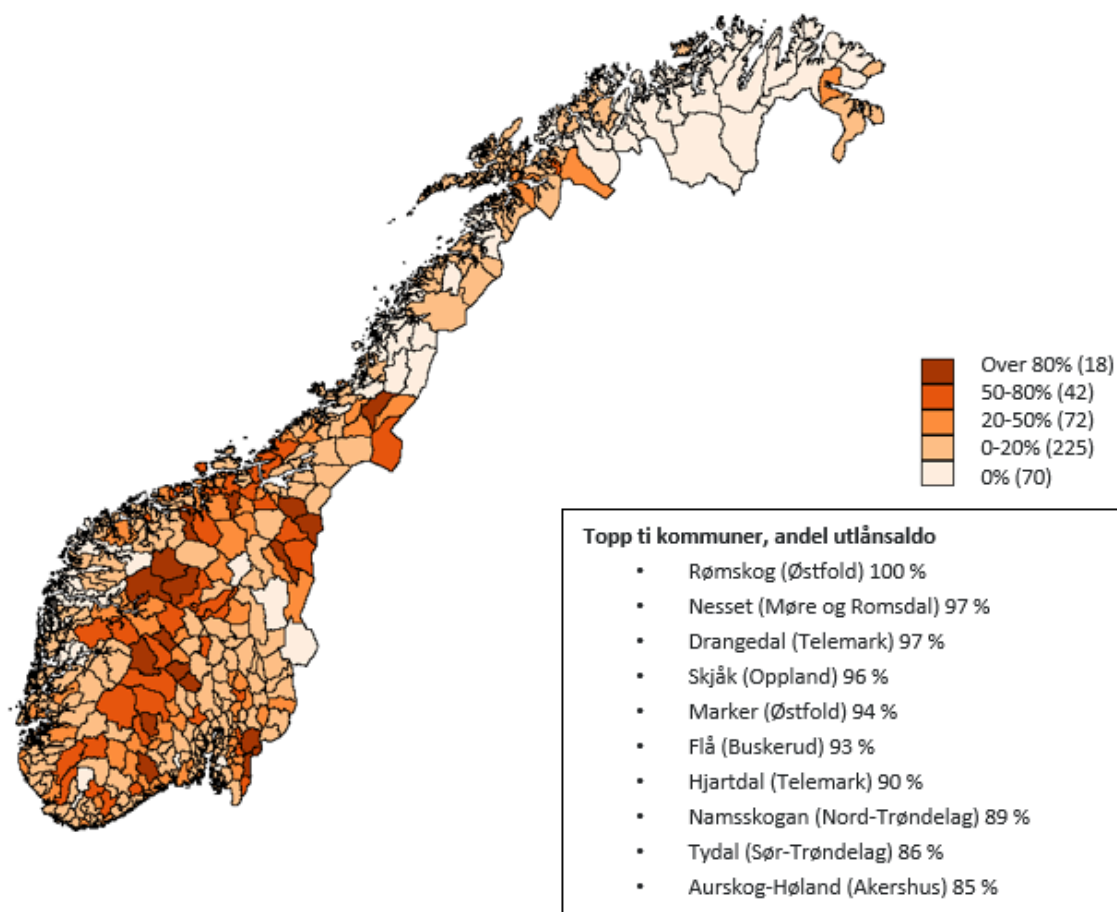 Over 80% (18)
50-80% (42)
20-50% (72)
0-20% (225)
0% (70)
Topp ti kommuner, andel utlånsaldo
• Rømskog (Østfold) 100 %
• Nesset (Møre og Romsdal) 97 %
• Drangedal (Telemark) 97 %
• Skjåk (Oppland) 96 %
• Marker (Østfold) 94 %
• Flå (Buskerud) 93 %
• Hjartdal (Telemark) 90 %
• Namsskogan (Nord-Trøndelag) 89 %
• Tydal (Sør-Trøndelag) 86 %
• Aurskog-Høland (Akershus) 85 %